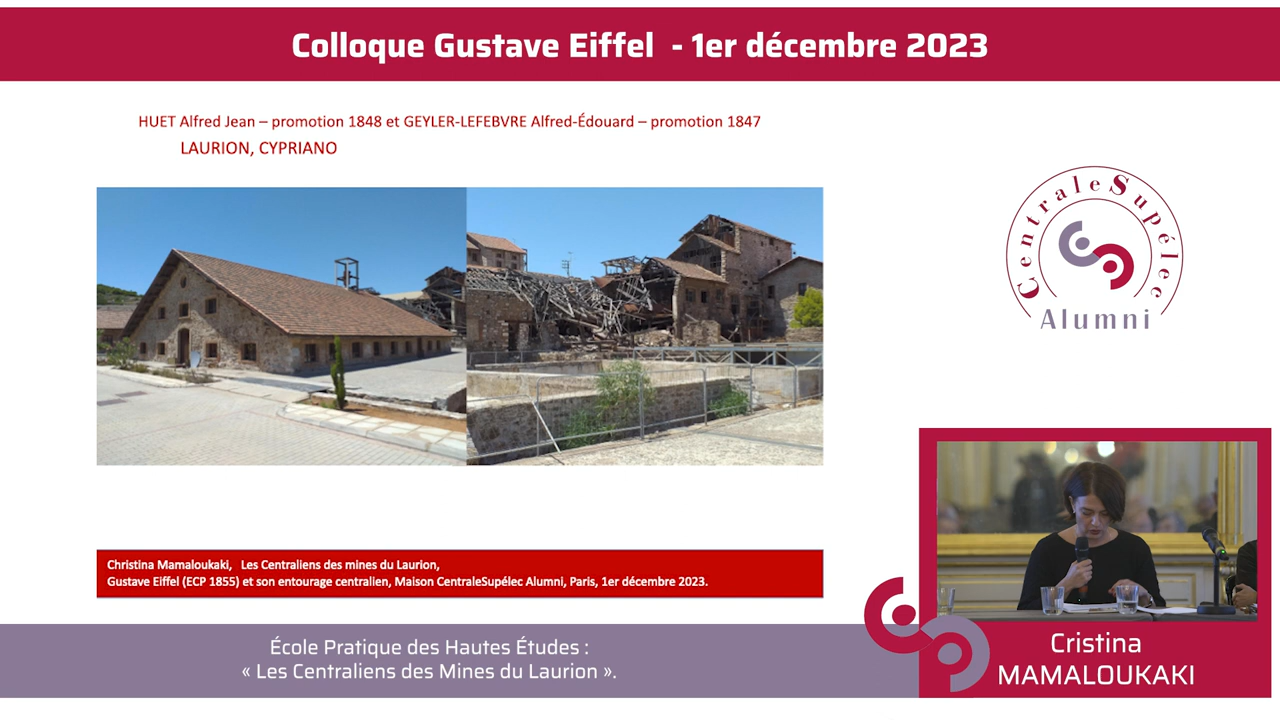 Colloque Gustave Eiffel - 1er décembre 2023
HUET Alfred Jean – promotion 1848 et GEYLER-LEFEBVRE Alfred-Édouard – promotion 1847
LAURION, CYPRIANO
CentraleSupélec
Alumni
Christina Mamaloukaki, Les Centraliens des mines du Laurion,
Gustave Eiffel (ECP 1855) et son entourage centralien, Maison CentraleSupélec Alumni, Paris, 1er décembre 2023.
École Pratique des Hautes Études :
« Les Centraliens des Mines du Laurion ».
Cristina
MAMALOUKAKI